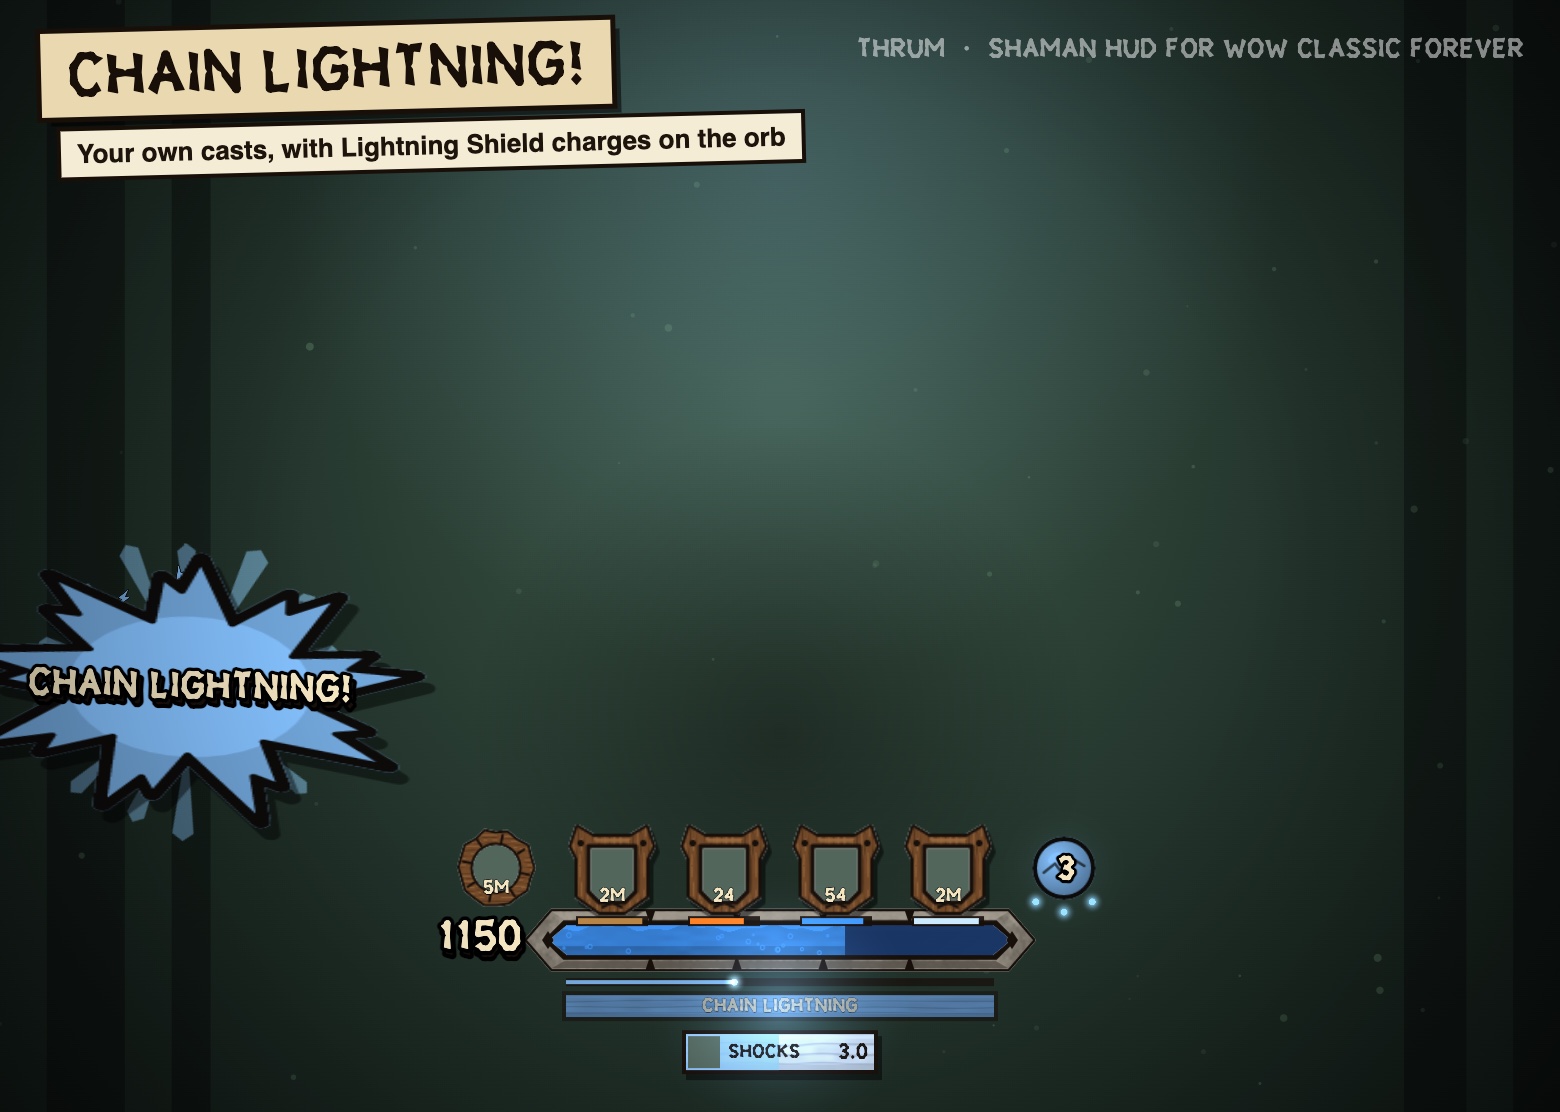 CHAIN LIGHTNING!
THRUM · SHAMAN HUD FOR WOW CLASSIC FOREVER
Your own casts, with Lightning Shield charges on the orb
CHAIN LIGHTNING!
5M
2M
24
54
2M
3
1150
CHAIN LIGHTNING
SHOCKS 3.0